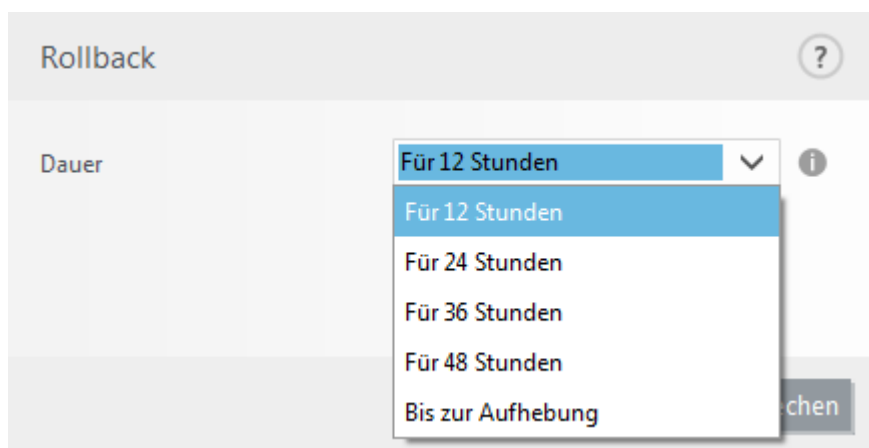 Rollback ?
Dauer Für 12 Stunden i
Für 12 Stunden
Für 24 Stunden
Für 36 Stunden
Für 48 Stunden
Bis zur Aufhebung chen